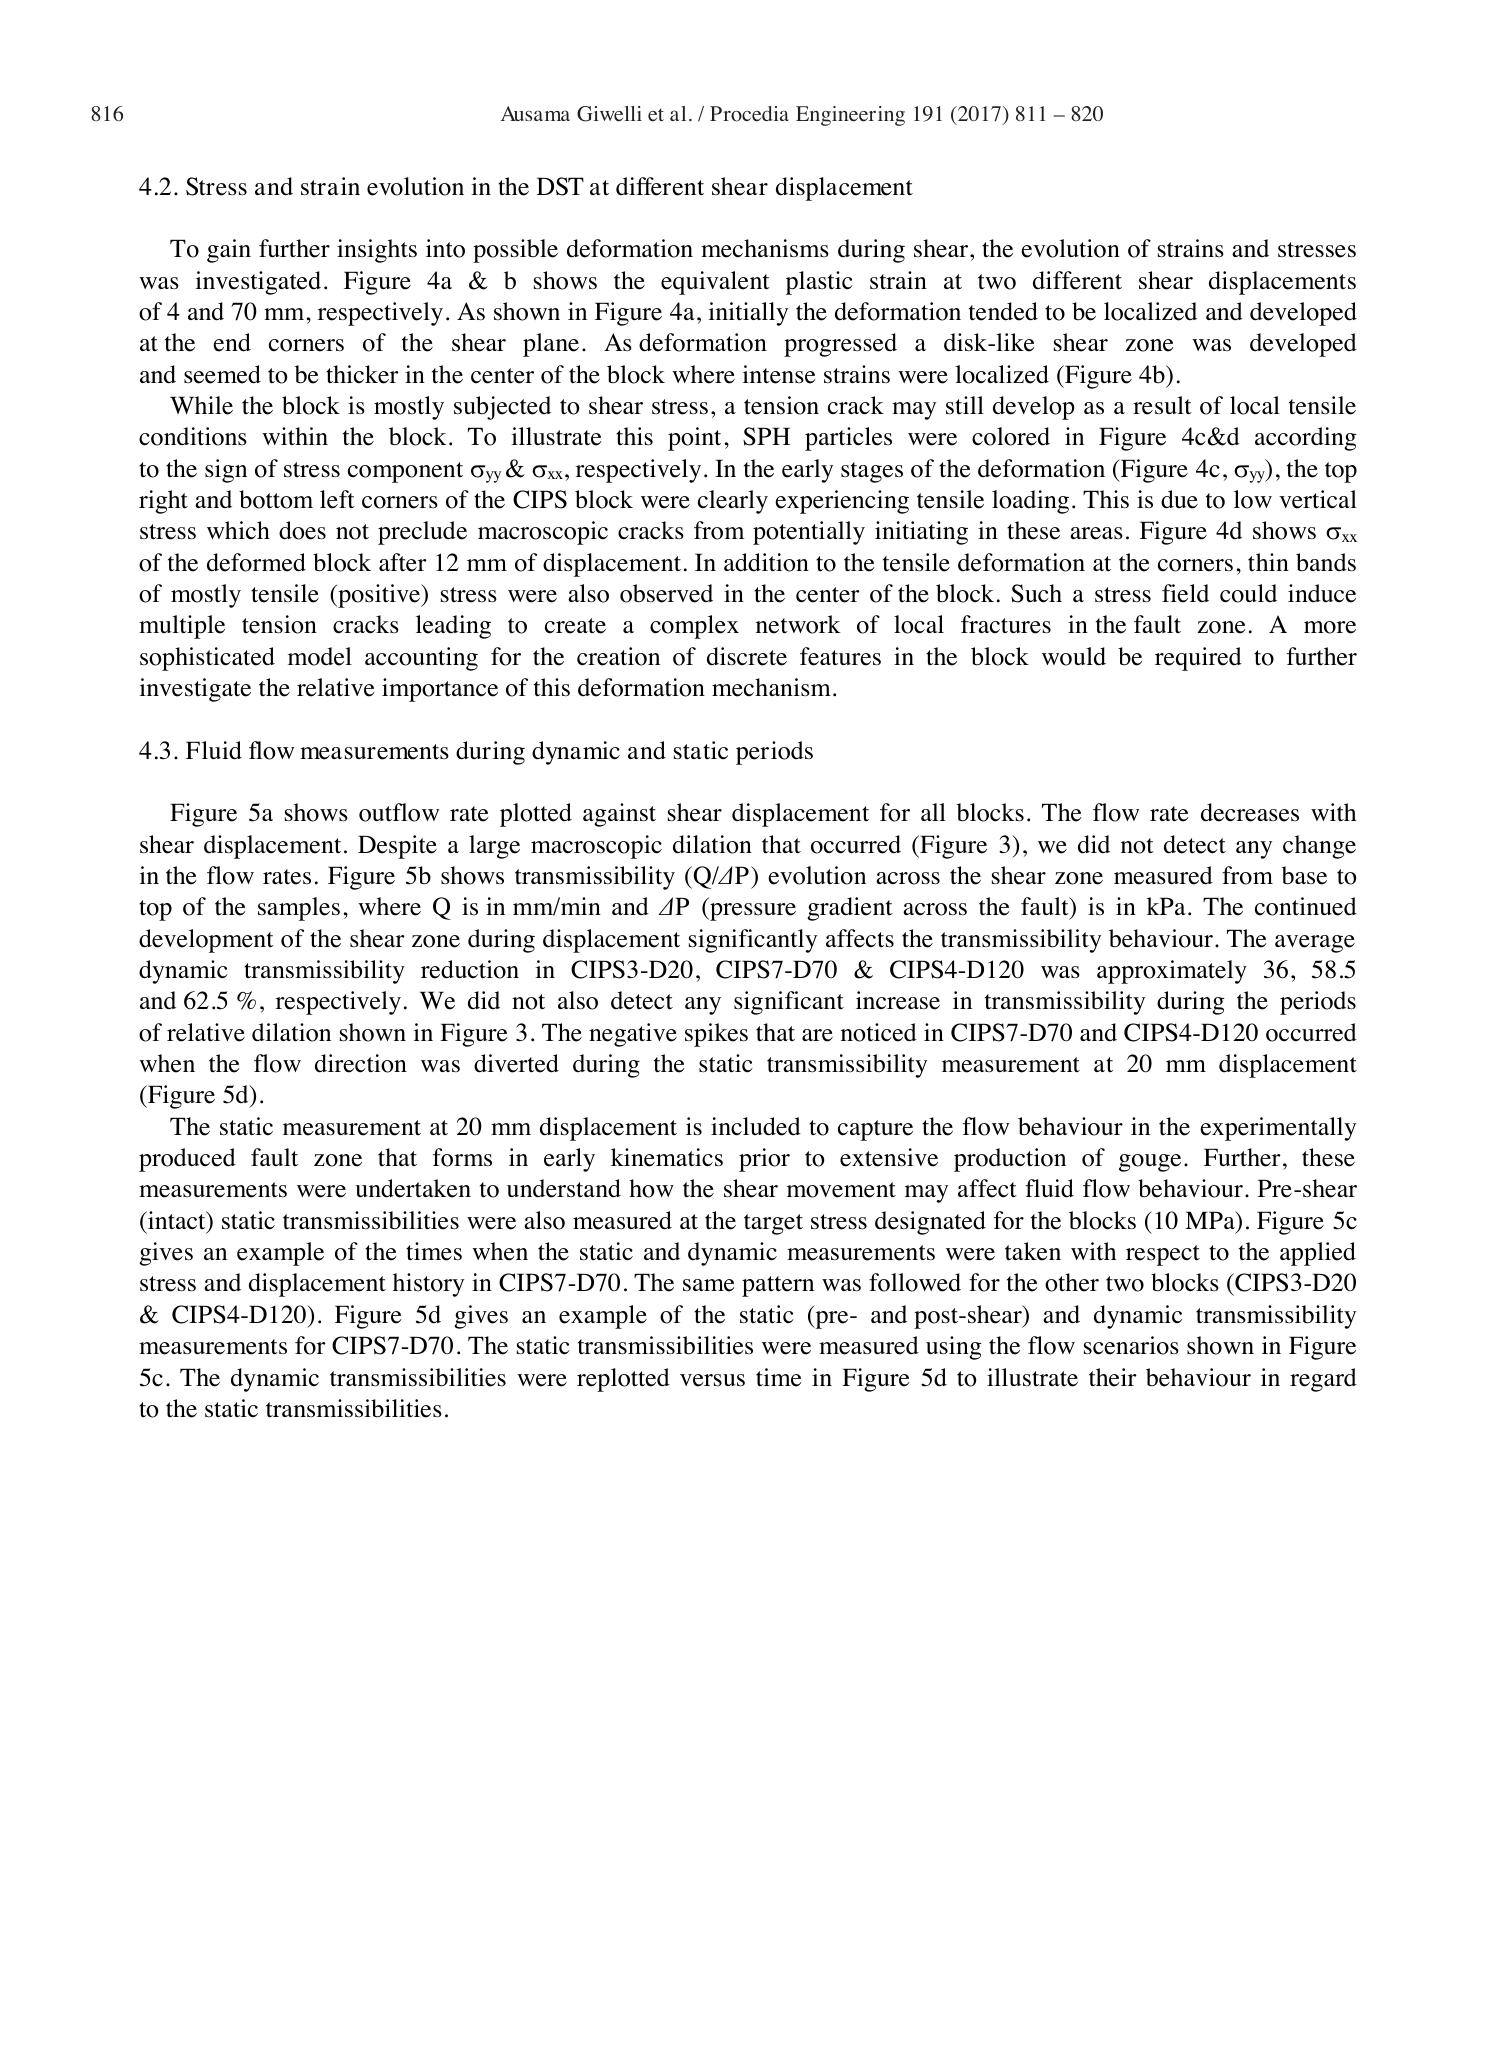 816
Ausama Giwelli et al. / Procedia Engineering 191 (2017) 811 – 820
4.2. Stress and strain evolution in the DST at different shear displacement
To gain further insights into possible deformation mechanisms during shear, the evolution of strains and stresses
was investigated. Figure 4a & b shows the equivalent plastic strain at two different shear displacements
of 4 and 70 mm, respectively. As shown in Figure 4a, initially the deformation tended to be localized and developed
at the end corners of the shear plane. As deformation progressed a disk-like shear zone was developed
and seemed to be thicker in the center of the block where intense strains were localized (Figure 4b).
While the block is mostly subjected to shear stress, a tension crack may still develop as a result of local tensile
conditions within the block. To illustrate this point, SPH particles were colored in Figure 4c&d according
to the sign of stress component σyy & σxx, respectively. In the early stages of the deformation (Figure 4c, σyy), the top
right and bottom left corners of the CIPS block were clearly experiencing tensile loading. This is due to low vertical
stress which does not preclude macroscopic cracks from potentially initiating in these areas. Figure 4d shows σxx
of the deformed block after 12 mm of displacement. In addition to the tensile deformation at the corners, thin bands
of mostly tensile (positive) stress were also observed in the center of the block. Such a stress field could induce
multiple tension cracks leading to create a complex network of local fractures in the fault zone. A more
sophisticated model accounting for the creation of discrete features in the block would be required to further
investigate the relative importance of this deformation mechanism.
4.3. Fluid flow measurements during dynamic and static periods
Figure 5a shows outflow rate plotted against shear displacement for all blocks. The flow rate decreases with
shear displacement. Despite a large macroscopic dilation that occurred (Figure 3), we did not detect any change
in the flow rates. Figure 5b shows transmissibility (Q/ΔP) evolution across the shear zone measured from base to
top of the samples, where Q is in mm/min and ΔP (pressure gradient across the fault) is in kPa. The continued
development of the shear zone during displacement significantly affects the transmissibility behaviour. The average
dynamic transmissibility reduction in CIPS3-D20, CIPS7-D70 & CIPS4-D120 was approximately 36, 58.5
and 62.5 %, respectively. We did not also detect any significant increase in transmissibility during the periods
of relative dilation shown in Figure 3. The negative spikes that are noticed in CIPS7-D70 and CIPS4-D120 occurred
when the flow direction was diverted during the static transmissibility measurement at 20 mm displacement
(Figure 5d).
The static measurement at 20 mm displacement is included to capture the flow behaviour in the experimentally
produced fault zone that forms in early kinematics prior to extensive production of gouge. Further, these
measurements were undertaken to understand how the shear movement may affect fluid flow behaviour. Pre-shear
(intact) static transmissibilities were also measured at the target stress designated for the blocks (10 MPa). Figure 5c
gives an example of the times when the static and dynamic measurements were taken with respect to the applied
stress and displacement history in CIPS7-D70. The same pattern was followed for the other two blocks (CIPS3-D20
& CIPS4-D120). Figure 5d gives an example of the static (pre- and post-shear) and dynamic transmissibility
measurements for CIPS7-D70. The static transmissibilities were measured using the flow scenarios shown in Figure
5c. The dynamic transmissibilities were replotted versus time in Figure 5d to illustrate their behaviour in regard
to the static transmissibilities.